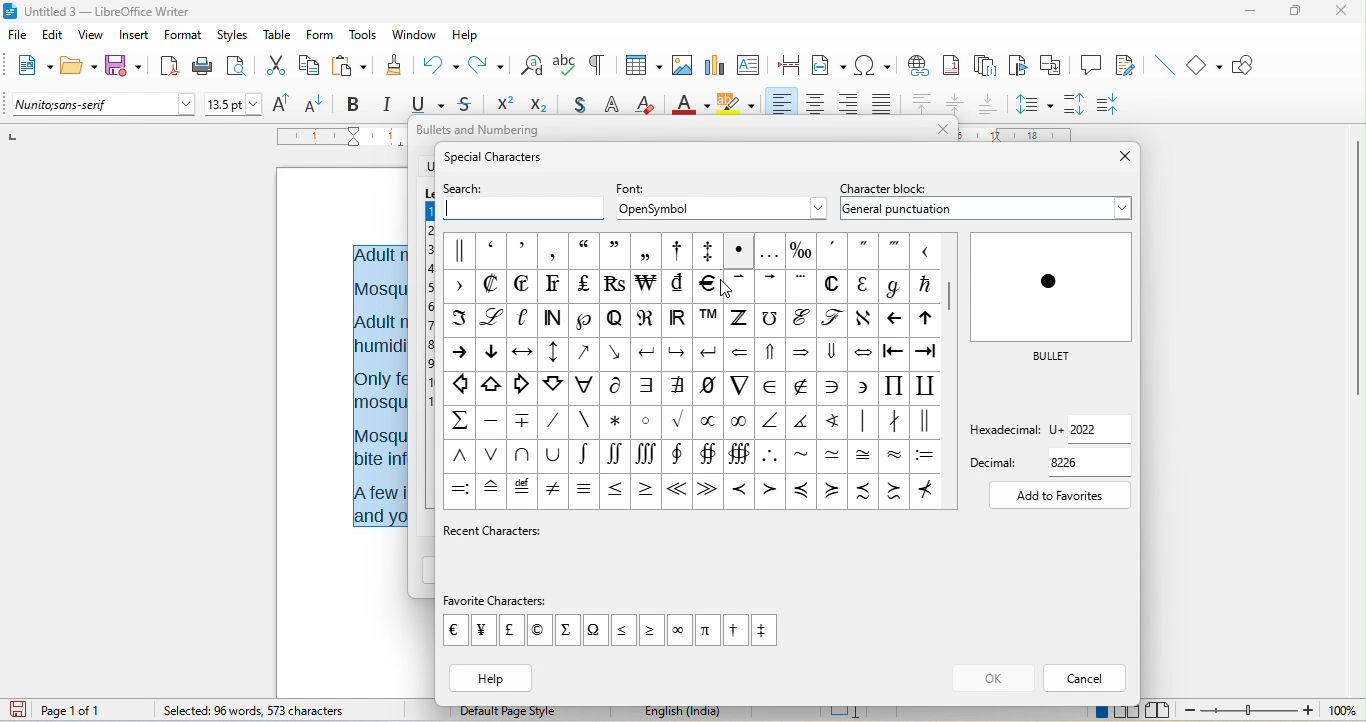 Untitled 3 — LibreOffice Writer
File Edit View Insert Format Styles Table Form Tools Window Help
Nunito;sans-serif 13.5 pt
Bullets and Numbering
Special Characters
Search: Font: Character block:
OpenSymbol General punctuation
Adult
Mosqu
Adult
humidi
Only fe
mosqu
Mosqu
bite inf
A few i
and yo
‖ ‘ ’ ‚ “ ” „ † ‡ • … ‰ ′ ″ ‴ ‹
BULLET
Hexadecimal: U+ 2022
Decimal: 8226
Add to Favorites
Recent Characters:
Favorite Characters:
€ ¥ £ © Σ Ω ≤ ≥ ∞ π † ‡
Help OK Cancel
Page 1 of 1 Selected: 96 words, 573 characters Default Page Style English (India) 100%